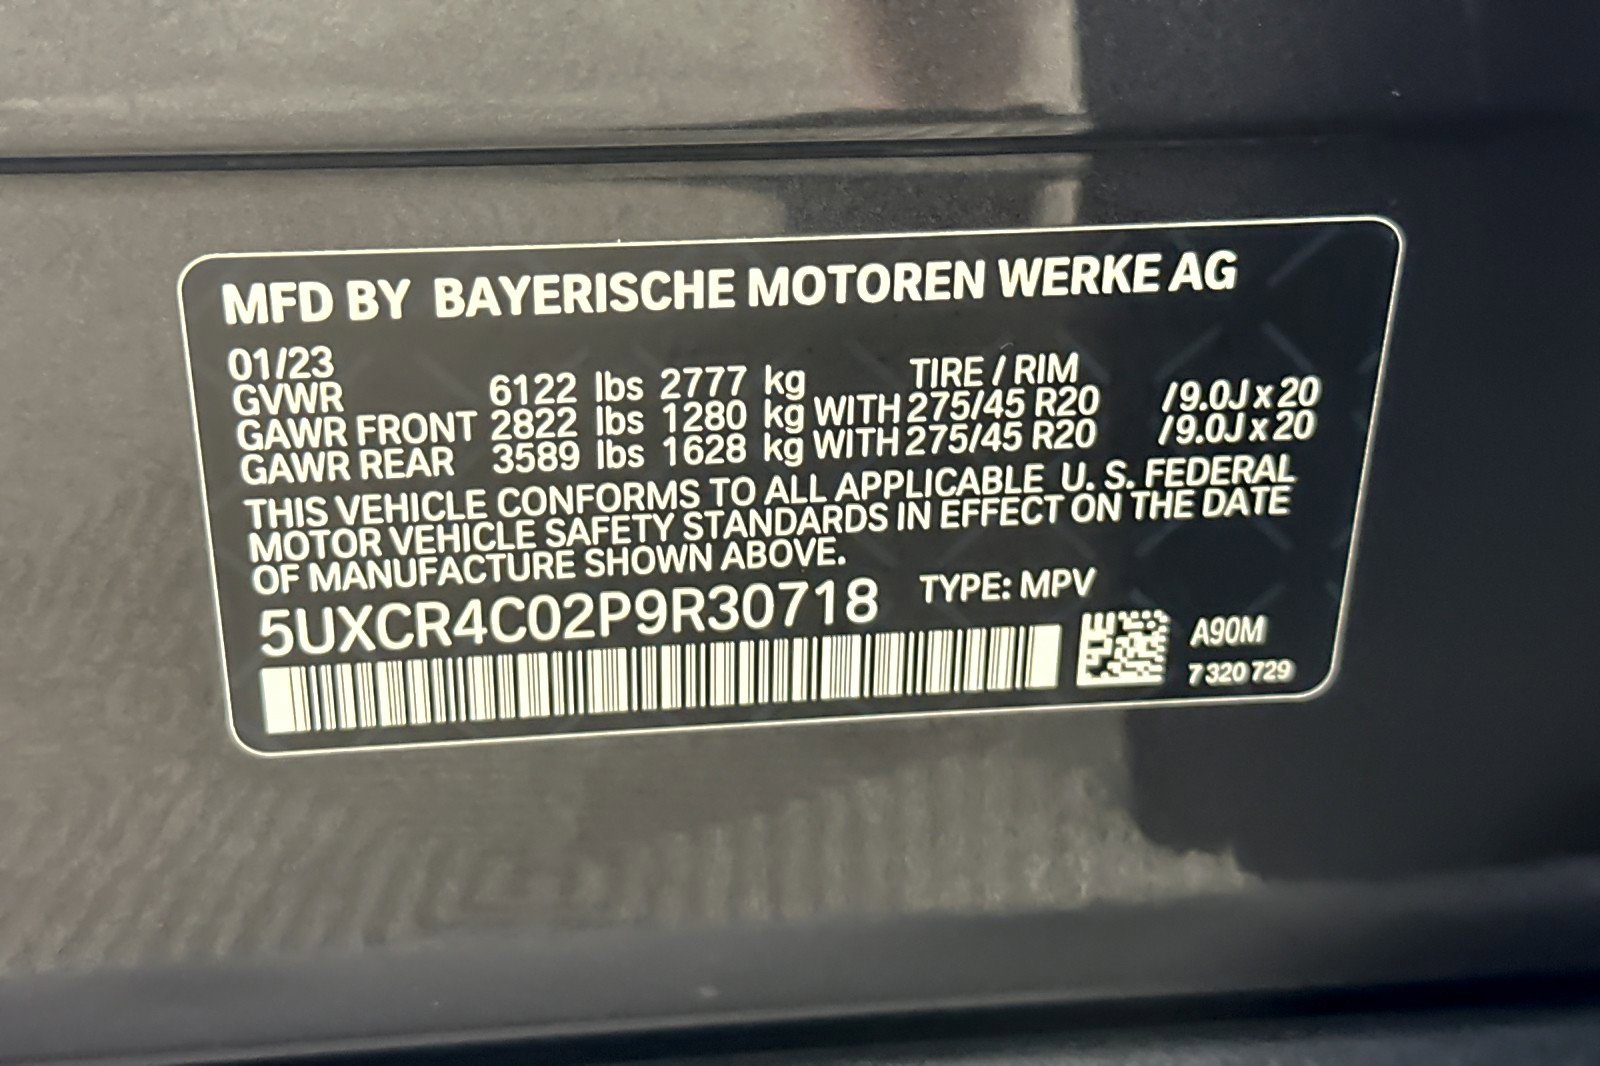 MFD BY BAYERISCHE MOTOREN WERKE AG
01/23 TIRE / RIM
GVWR 6122 lbs 2777 kg
GAWR FRONT 2822 lbs 1280 kg WITH 275/45 R20 /9.0J x 20
GAWR REAR 3589 lbs 1628 kg WITH 275/45 R20 /9.0J x 20
THIS VEHICLE CONFORMS TO ALL APPLICABLE U. S. FEDERAL
MOTOR VEHICLE SAFETY STANDARDS IN EFFECT ON THE DATE
OF MANUFACTURE SHOWN ABOVE.
5UXCR4C02P9R30718 TYPE: MPV
A90M
7 320 729